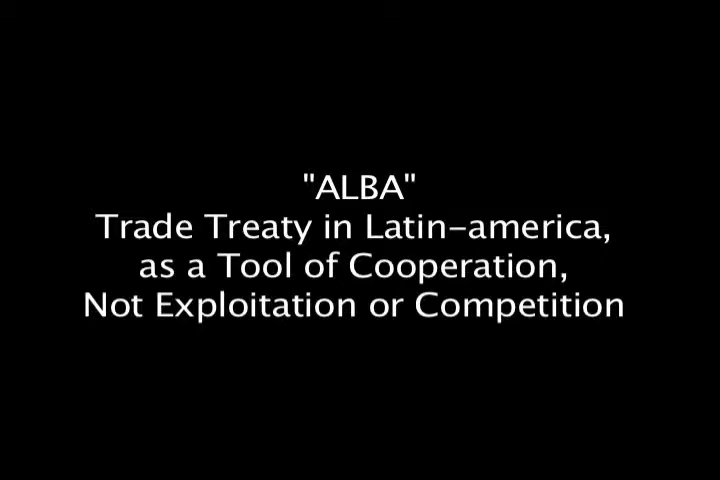 "ALBA"
Trade Treaty in Latin-america,
as a Tool of Cooperation,
Not Exploitation or Competition